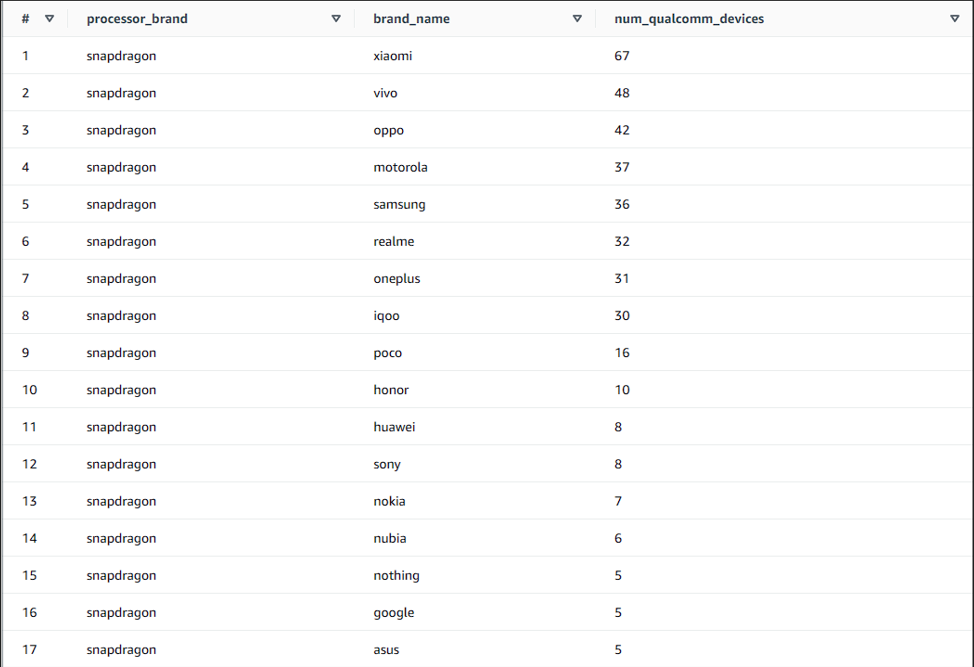 # processor_brand brand_name num_qualcomm_devices
1 snapdragon xiaomi 67
2 snapdragon vivo 48
3 snapdragon oppo 42
4 snapdragon motorola 37
5 snapdragon samsung 36
6 snapdragon realme 32
7 snapdragon oneplus 31
8 snapdragon iqoo 30
9 snapdragon poco 16
10 snapdragon honor 10
11 snapdragon huawei 8
12 snapdragon sony 8
13 snapdragon nokia 7
14 snapdragon nubia 6
15 snapdragon nothing 5
16 snapdragon google 5
17 snapdragon asus 5